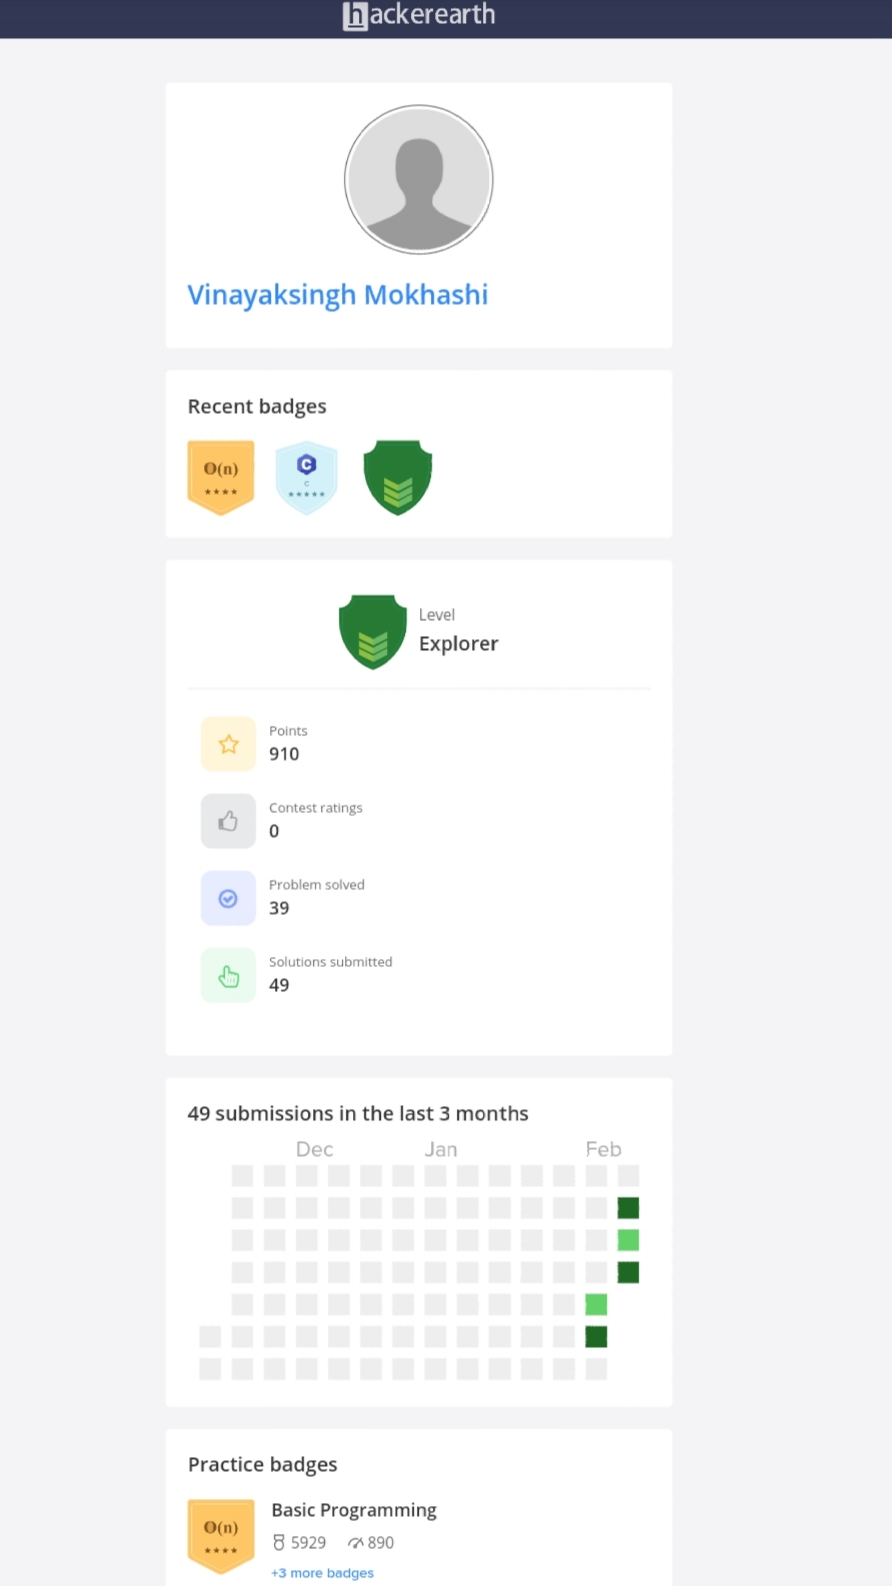 hackerearth
Vinayaksingh Mokhashi
Recent badges
O(n)
C
C
Level
Explorer
Points
910
Contest ratings
0
Problem solved
39
Solutions submitted
49
49 submissions in the last 3 months
Dec Jan Feb
Practice badges
O(n)
Basic Programming
5929 890
+3 more badges